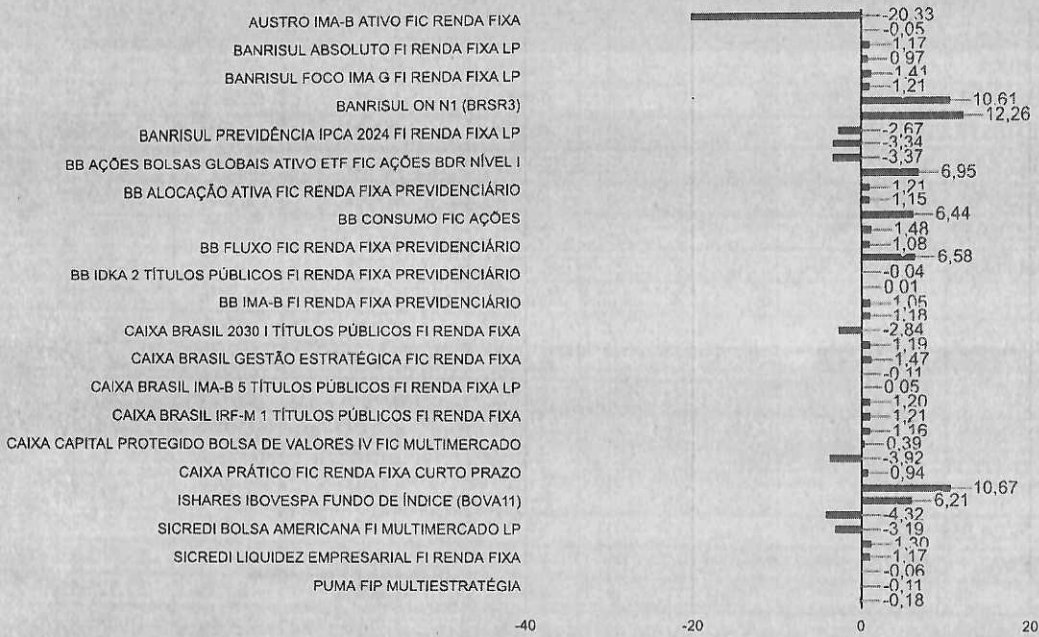 AUSTRO IMA-B ATIVO FIC RENDA FIXA -20,33
-0,05
BANRISUL ABSOLUTO FI RENDA FIXA LP 1,17
0,97
BANRISUL FOCO IMA G FI RENDA FIXA LP 1,41
1,21
BANRISUL ON N1 (BRSR3) 10,61
12,26
BANRISUL PREVIDÊNCIA IPCA 2024 FI RENDA FIXA LP -2,67
-3,34
BB AÇÕES BOLSAS GLOBAIS ATIVO ETF FIC AÇÕES BDR NÍVEL I -3,37
6,95
BB ALOCAÇÃO ATIVA FIC RENDA FIXA PREVIDENCIÁRIO 1,21
1,15
BB CONSUMO FIC AÇÕES 6,44
1,48
BB FLUXO FIC RENDA FIXA PREVIDENCIÁRIO 1,08
6,58
BB IDKA 2 TÍTULOS PÚBLICOS FI RENDA FIXA PREVIDENCIÁRIO -0,04
0,01
BB IMA-B FI RENDA FIXA PREVIDENCIÁRIO 1,05
1,18
CAIXA BRASIL 2030 I TÍTULOS PÚBLICOS FI RENDA FIXA -2,84
1,19
CAIXA BRASIL GESTÃO ESTRATÉGICA FIC RENDA FIXA 1,47
-0,11
CAIXA BRASIL IMA-B 5 TÍTULOS PÚBLICOS FI RENDA FIXA LP 0,05
1,20
CAIXA BRASIL IRF-M 1 TÍTULOS PÚBLICOS FI RENDA FIXA 1,21
1,16
CAIXA CAPITAL PROTEGIDO BOLSA DE VALORES IV FIC MULTIMERCADO 0,39
-3,92
CAIXA PRÁTICO FIC RENDA FIXA CURTO PRAZO 0,94
10,67
ISHARES IBOVESPA FUNDO DE ÍNDICE (BOVA11) 6,21
-4,32
SICREDI BOLSA AMERICANA FI MULTIMERCADO LP -3,19
1,30
SICREDI LIQUIDEZ EMPRESARIAL FI RENDA FIXA 1,17
-0,06
PUMA FIP MULTIESTRATÉGIA -0,11
-0,18
-40 -20 0 20